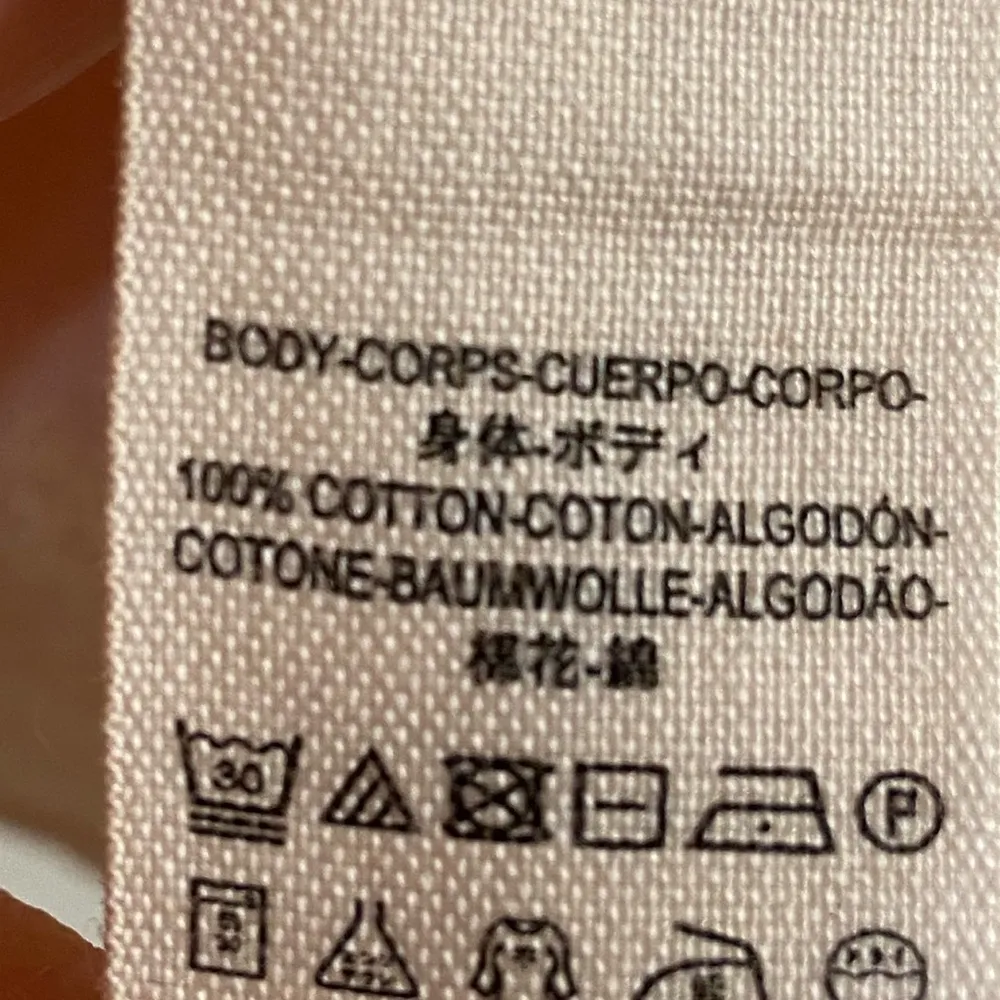 BODY-CORPS-CUERPO-CORPO-
身体-ボディ
100% COTTON-COTON-ALGODÓN-
COTONE-BAUMWOLLE-ALGODÃO-
棉花-綿
30
P